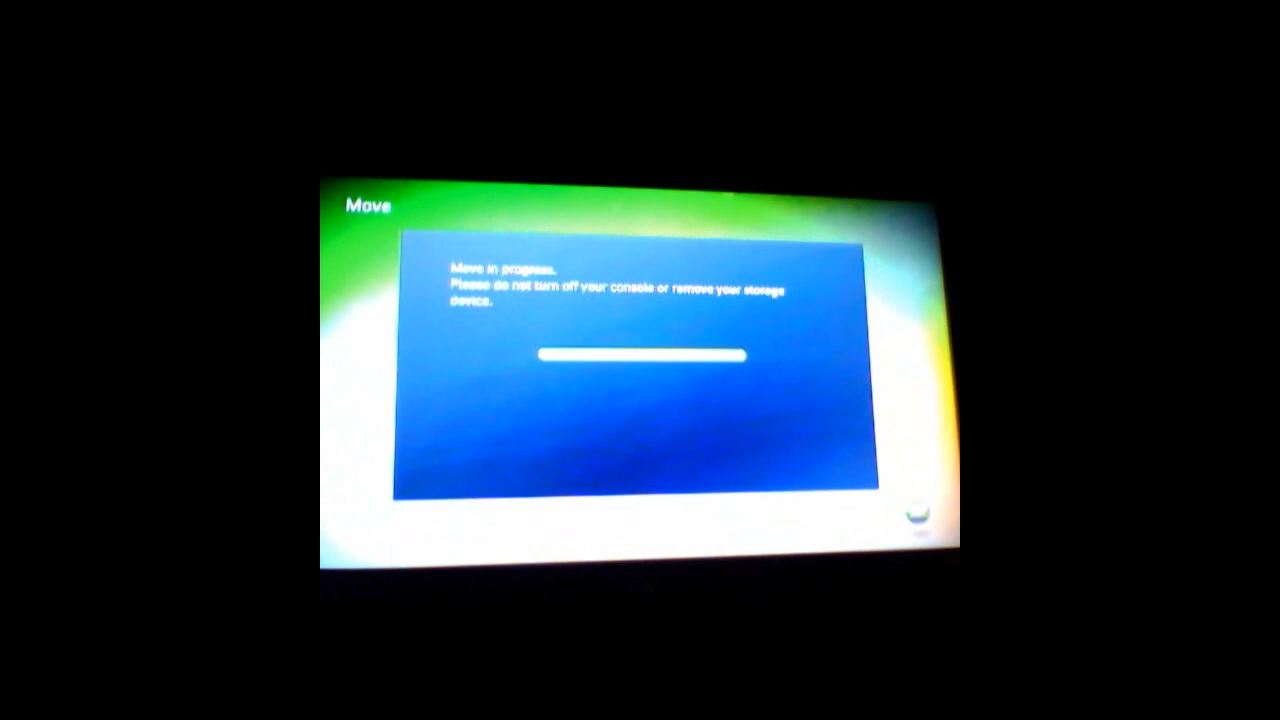 Move
Move in progress.
Please do not turn off your console or remove your storage
device.